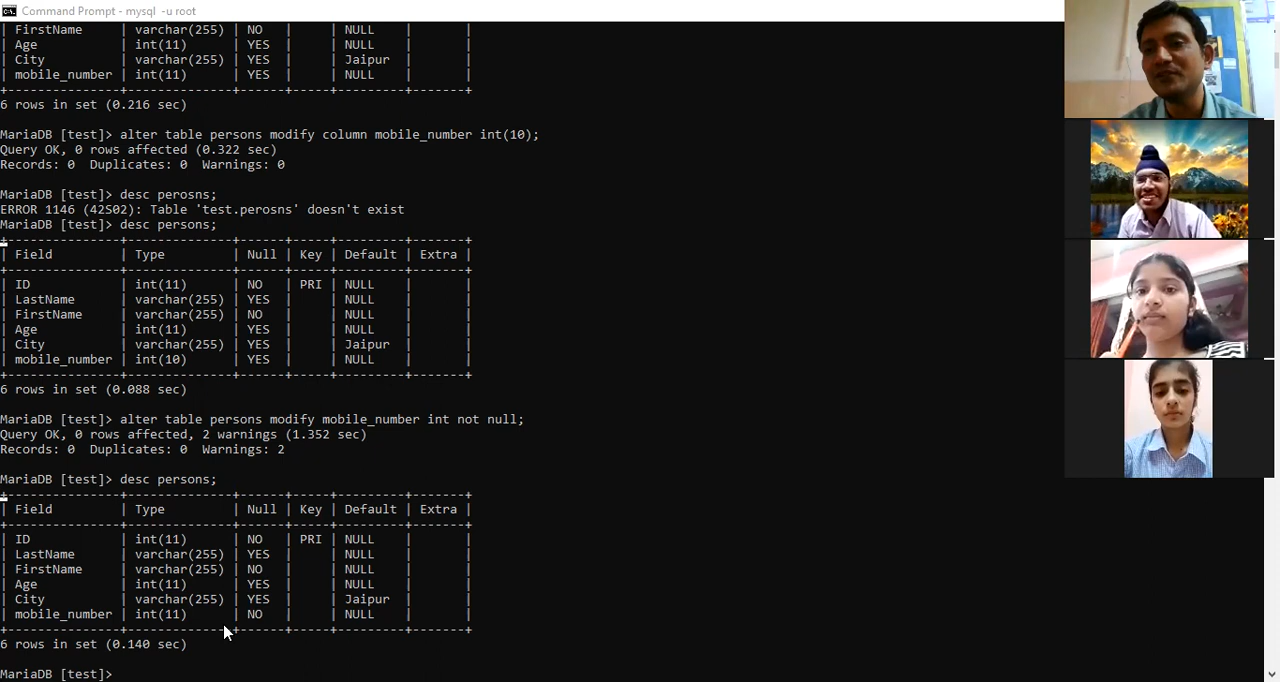 Command Prompt - mysql -u root
| FirstName | varchar(255) | NO | | NULL | |
| Age | int(11) | YES | | NULL | |
| City | varchar(255) | YES | | Jaipur | |
| mobile_number | int(11) | YES | | NULL | |
+---------------+--------------+------+-----+---------+-------+
6 rows in set (0.216 sec)
MariaDB [test]> alter table persons modify column mobile_number int(10);
Query OK, 0 rows affected (0.322 sec)
Records: 0 Duplicates: 0 Warnings: 0
MariaDB [test]> desc perosns;
ERROR 1146 (42S02): Table 'test.perosns' doesn't exist
MariaDB [test]> desc persons;
+---------------+--------------+------+-----+---------+-------+
| Field | Type | Null | Key | Default | Extra |
+---------------+--------------+------+-----+---------+-------+
| ID | int(11) | NO | PRI | NULL | |
| LastName | varchar(255) | YES | | NULL | |
| FirstName | varchar(255) | NO | | NULL | |
| Age | int(11) | YES | | NULL | |
| City | varchar(255) | YES | | Jaipur | |
| mobile_number | int(10) | YES | | NULL | |
+---------------+--------------+------+-----+---------+-------+
6 rows in set (0.088 sec)
MariaDB [test]> alter table persons modify mobile_number int not null;
Query OK, 0 rows affected, 2 warnings (1.352 sec)
Records: 0 Duplicates: 0 Warnings: 2
MariaDB [test]> desc persons;
+---------------+--------------+------+-----+---------+-------+
| Field | Type | Null | Key | Default | Extra |
+---------------+--------------+------+-----+---------+-------+
| ID | int(11) | NO | PRI | NULL | |
| LastName | varchar(255) | YES | | NULL | |
| FirstName | varchar(255) | NO | | NULL | |
| Age | int(11) | YES | | NULL | |
| City | varchar(255) | YES | | Jaipur | |
| mobile_number | int(11) | NO | | NULL | |
+---------------+--------------+------+-----+---------+-------+
6 rows in set (0.140 sec)
MariaDB [test]>